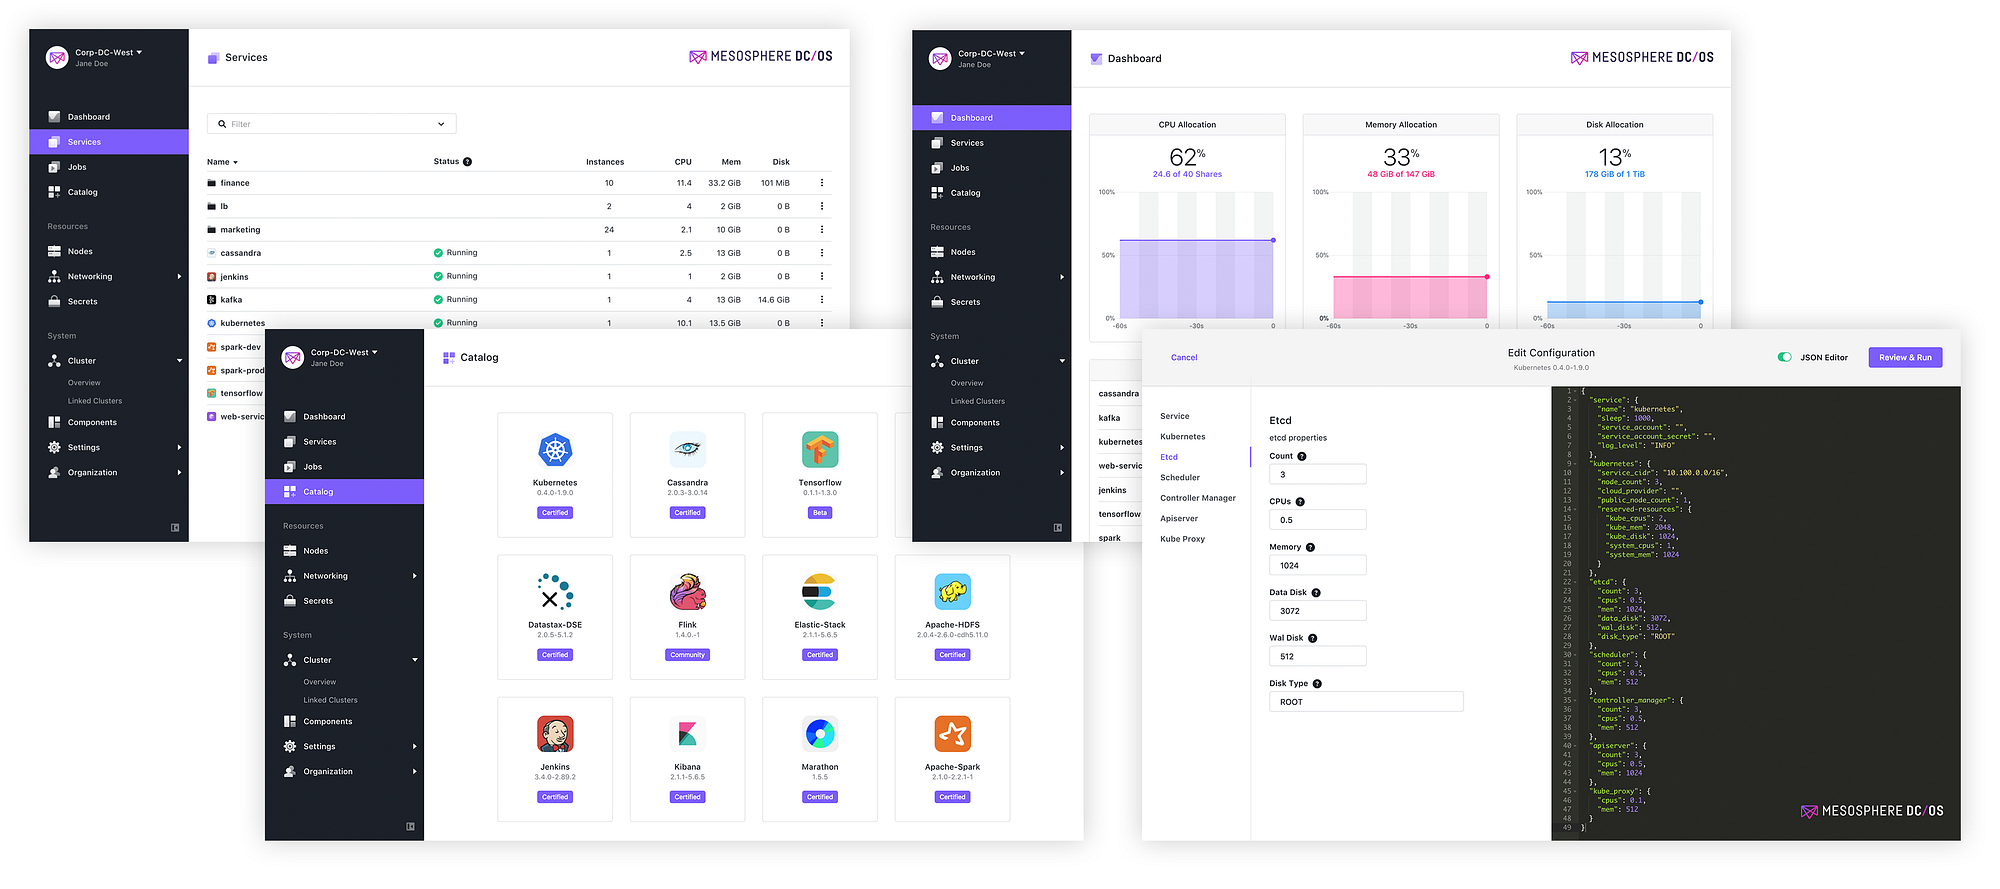 Corp-DC-West
Jane Doe
Dashboard
Services
Jobs
Catalog
Resources
Nodes
Networking
Secrets
System
Cluster
Overview
Linked Clusters
Components
Settings
Organization
Services
MESOSPHERE DC/OS
Filter
Name Status ? Instances CPU Mem Disk
finance 10 11.4 33.2 GiB 101 MiB
lb 2 4 2 GiB 0 B
marketing 24 2.1 10 GiB 0 B
cassandra Running 1 2.5 13 GiB 0 B
jenkins Running 1 1 2 GiB 0 B
kafka Running 1 4 13 GiB 14.6 GiB
kubernetes Running 1 10.1 13.5 GiB 0 B
spark-dev
spark-prod
tensorflow
web-servic
Corp-DC-West
Jane Doe
Dashboard
Services
Jobs
Catalog
Resources
Nodes
Networking
Secrets
System
Cluster
Overview
Linked Clusters
Components
Settings
Organization
Dashboard
MESOSPHERE DC/OS
CPU Allocation
62%
24.6 of 40 Shares
100%
50%
0%
-60s -30s 0
Memory Allocation
33%
48 GiB of 147 GiB
100%
50%
0%
-60s -30s 0
Disk Allocation
13%
178 GiB of 1 TiB
100%
50%
0%
-60s -30s 0
cassandra
kafka
kubernetes
web-servic
jenkins
tensorflow
spark
Corp-DC-West
Jane Doe
Dashboard
Services
Jobs
Catalog
Resources
Nodes
Networking
Secrets
System
Cluster
Overview
Linked Clusters
Components
Settings
Organization
Catalog
Kubernetes
0.4.0-1.9.0
Certified
Cassandra
2.0.3-3.0.14
Certified
Tensorflow
0.1.1-1.3.0
Beta
Datastax-DSE
2.0.5-5.1.2
Certified
Flink
1.4.0.-1
Community
Elastic-Stack
2.1.1-5.6.5
Certified
Apache-HDFS
2.0.4-2.6.0-cdh5.11.0
Certified
Jenkins
3.4.0-2.89.2
Certified
Kibana
2.1.1-5.6.5
Certified
Marathon
1.5.5
Certified
Apache-Spark
2.1.0-2.2.1-1
Certified
Cancel
Edit Configuration
Kubernetes 0.4.0-1.9.0
JSON Editor
Review & Run
Service
Kubernetes
Etcd
Scheduler
Controller Manager
Apiserver
Kube Proxy
Etcd
etcd properties
Count ?
3
CPUs ?
0.5
Memory ?
1024
Data Disk ?
3072
Wal Disk ?
512
Disk Type ?
ROOT
1 {
2 "service": {
3 "name": "kubernetes",
4 "sleep": 1000,
5 "service_account": "",
6 "service_account_secret": "",
7 "log_level": "INFO"
8 },
9 "kubernetes": {
10 "service_cidr": "10.100.0.0/16",
11 "node_count": 3,
12 "cloud_provider": "",
13 "public_node_count": 1,
14 "reserved-resources": {
15 "kube_cpus": 2,
16 "kube_mem": 2048,
17 "kube_disk": 1024,
18 "system_cpus": 1,
19 "system_mem": 1024
20 }
21 },
22 "etcd": {
23 "count": 3,
24 "cpus": 0.5,
25 "mem": 1024,
26 "data_disk": 3072,
27 "wal_disk": 512,
28 "disk_type": "ROOT"
29 },
30 "scheduler": {
31 "count": 3,
32 "cpus": 0.5,
33 "mem": 512
34 },
35 "controller_manager": {
36 "count": 3,
37 "cpus": 0.5,
38 "mem": 512
39 },
40 "apiserver": {
41 "count": 3,
42 "cpus": 0.5,
43 "mem": 1024
44 },
45 "kube_proxy": {
46 "cpus": 0.1,
47 "mem": 512
48 }
49 }
MESOSPHERE DC/OS